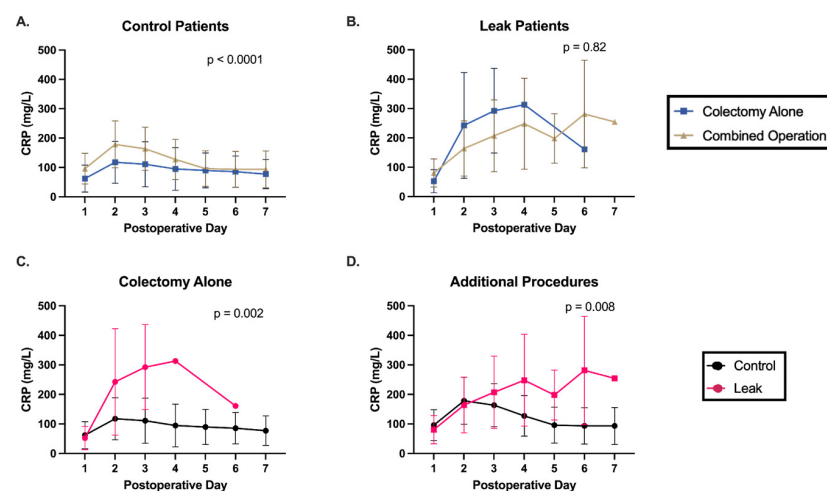 A.
Control Patients
p < 0.0001
CRP (mg/L)
500
400
300
200
100
0
1 2 3 4 5 6 7
Postoperative Day
B.
Leak Patients
p = 0.82
CRP (mg/L)
500
400
300
200
100
0
1 2 3 4 5 6 7
Postoperative Day
Colectomy Alone
Combined Operation
C.
Colectomy Alone
p = 0.002
CRP (mg/L)
500
400
300
200
100
0
1 2 3 4 5 6 7
Postoperative Day
D.
Additional Procedures
p = 0.008
CRP (mg/L)
500
400
300
200
100
0
1 2 3 4 5 6 7
Postoperative Day
Control
Leak